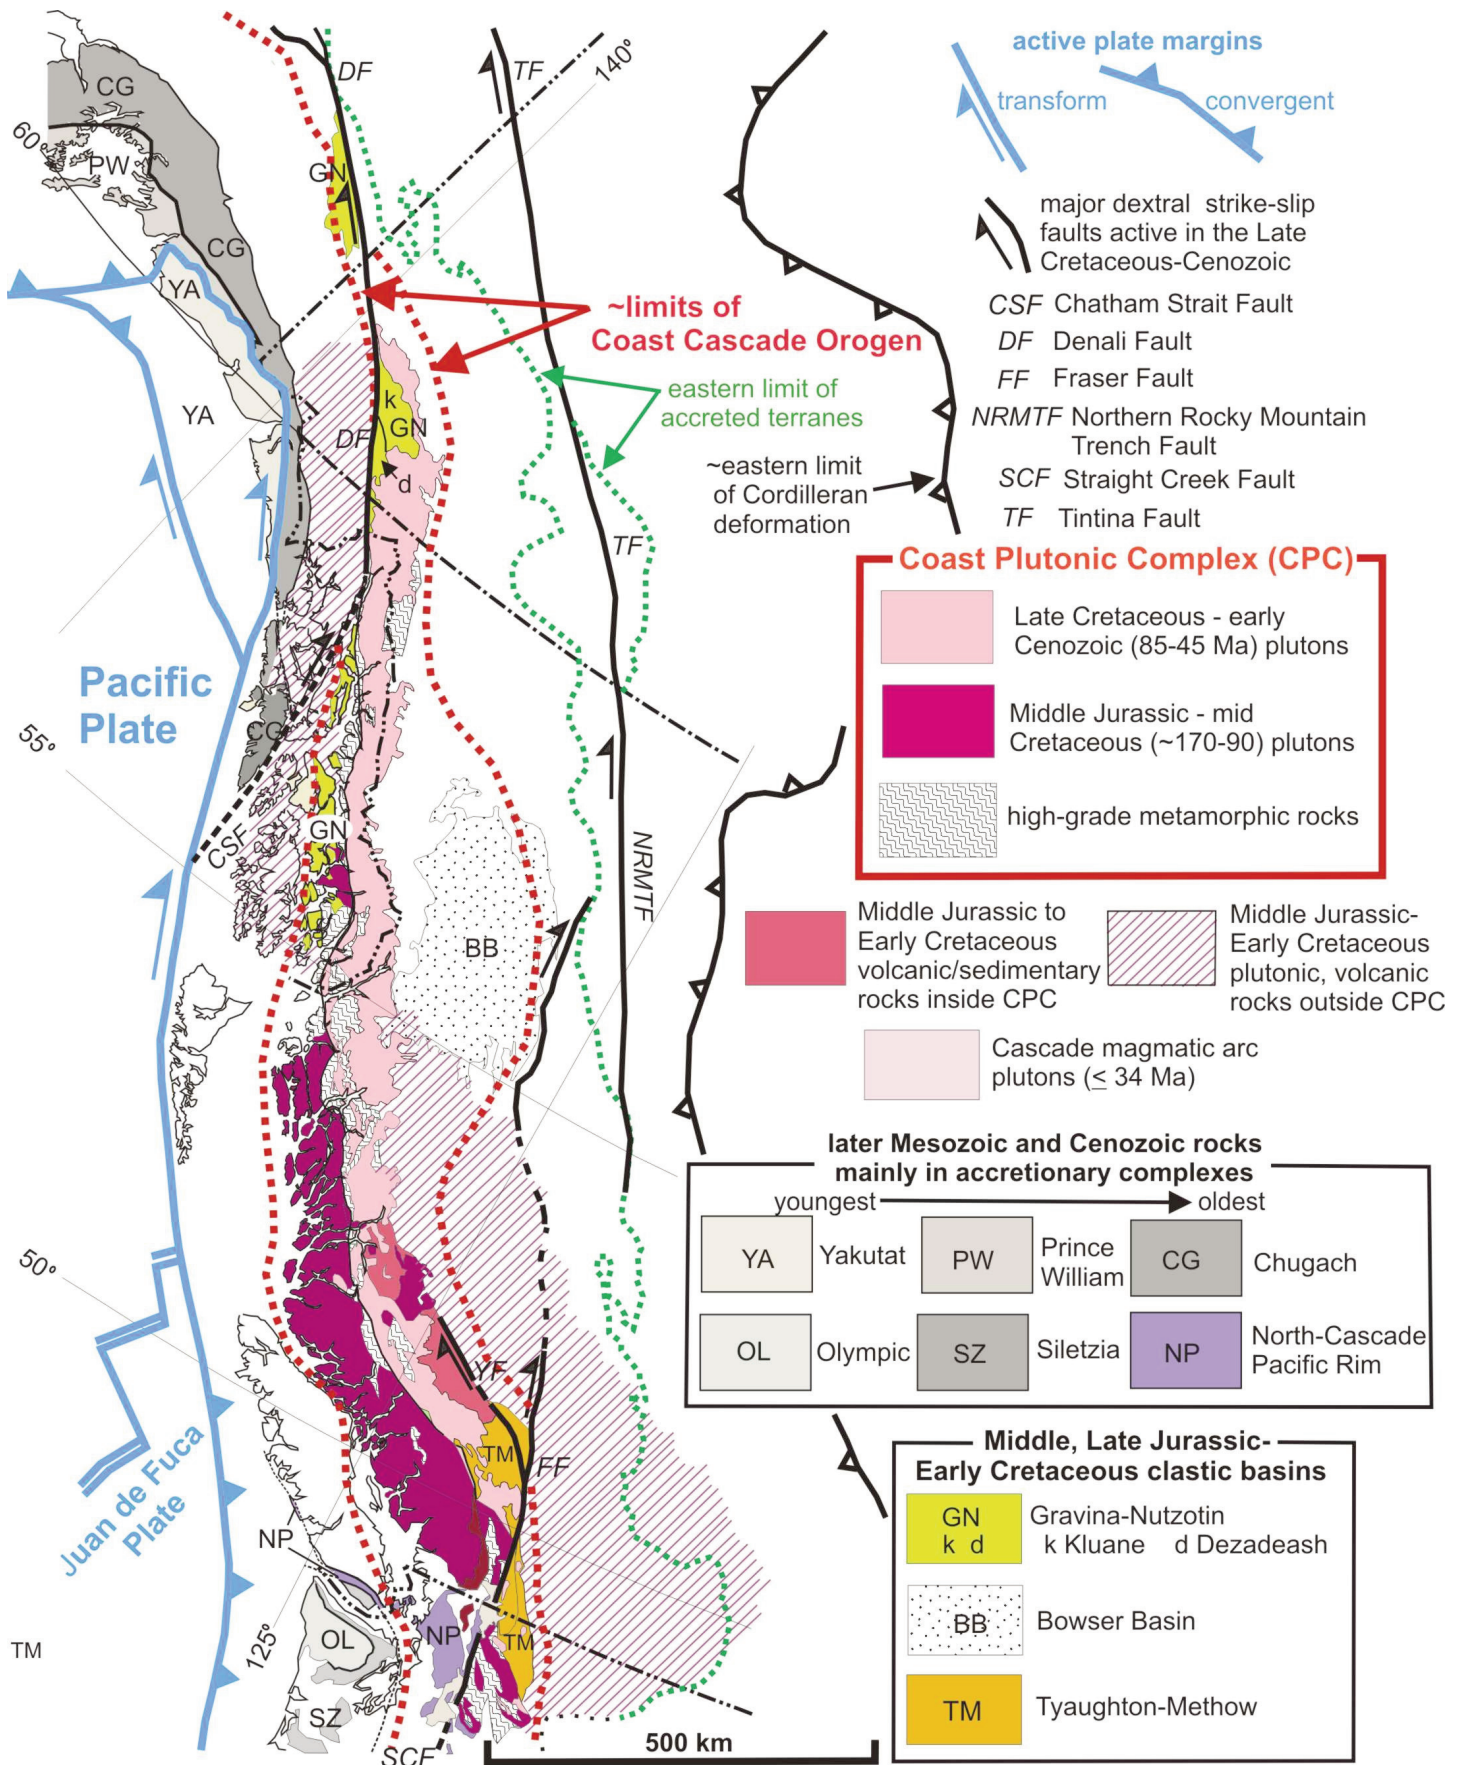 active plate margins
transform
convergent
major dextral strike-slip
faults active in the Late
Cretaceous-Cenozoic
CSF Chatham Strait Fault
DF Denali Fault
FF Fraser Fault
NRMTF Northern Rocky Mountain
Trench Fault
SCF Straight Creek Fault
TF Tintina Fault
CG
DF
TF
140°
60°
PW
GN
CG
YA
~limits of
Coast Cascade Orogen
eastern limit of
accreted terranes
YA
k
GN
DF
d
~eastern limit
of Cordilleran
deformation
TF
Pacific
Plate
CG
55°
CSF
GN
NRMTF
BB
50°
YF
TM
FF
Juan de Fuca
Plate
NP
OL
125°
NP
TM
TM
SZ
SCF
500 km
Coast Plutonic Complex (CPC)
Late Cretaceous - early
Cenozoic (85-45 Ma) plutons
Middle Jurassic - mid
Cretaceous (~170-90) plutons
high-grade metamorphic rocks
Middle Jurassic to
Early Cretaceous
volcanic/sedimentary
rocks inside CPC
Middle Jurassic-
Early Cretaceous
plutonic, volcanic
rocks outside CPC
Cascade magmatic arc
plutons (≤ 34 Ma)
later Mesozoic and Cenozoic rocks
mainly in accretionary complexes
youngest
oldest
YA Yakutat
PW Prince
William
CG Chugach
OL Olympic
SZ Siletzia
NP North-Cascade
Pacific Rim
Middle, Late Jurassic-
Early Cretaceous clastic basins
GN Gravina-Nutzotin
k d k Kluane d Dezadeash
BB Bowser Basin
TM Tyaughton-Methow